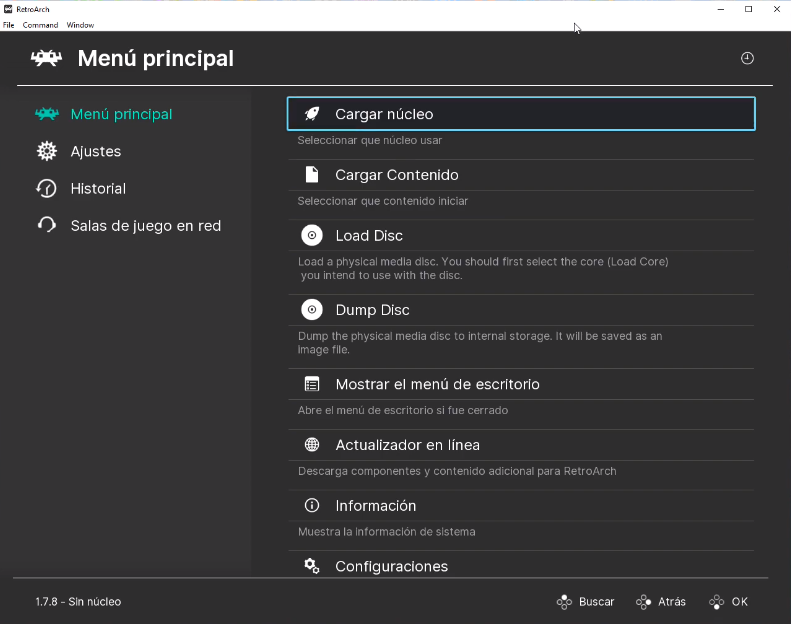 RetroArch
File Command Window
Menú principal
Menú principal
Ajustes
Historial
Salas de juego en red
Cargar núcleo
Seleccionar que núcleo usar
Cargar Contenido
Seleccionar que contenido iniciar
Load Disc
Load a physical media disc. You should first select the core (Load Core)
you intend to use with the disc.
Dump Disc
Dump the physical media disc to internal storage. It will be saved as an
image file.
Mostrar el menú de escritorio
Abre el menú de escritorio si fue cerrado
Actualizador en línea
Descarga componentes y contenido adicional para RetroArch
Información
Muestra la información de sistema
Configuraciones
1.7.8 - Sin núcleo
Buscar
Atrás
OK